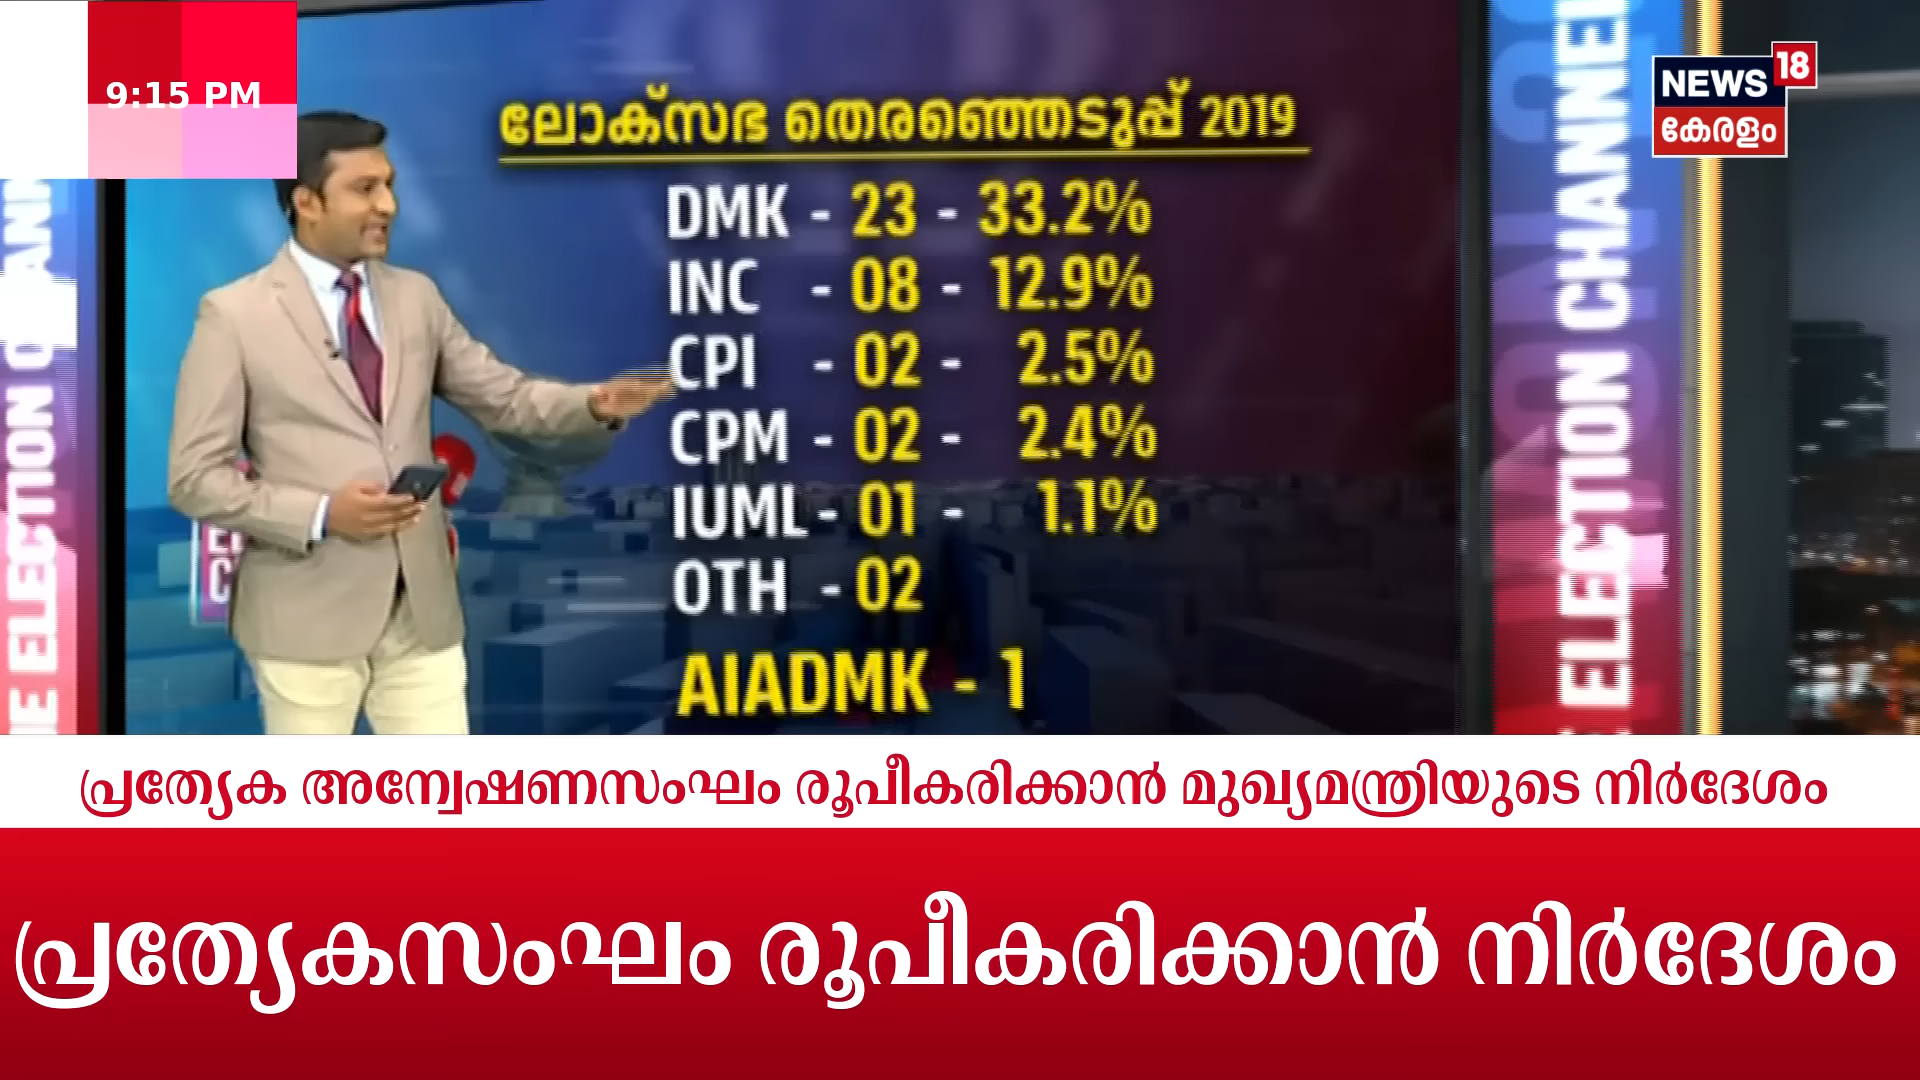 9:15 PM
NEWS 18
കേരളം
ലോക്സഭ തെരഞ്ഞെടുപ്പ് 2019
DMK - 23 - 33.2%
INC - 08 - 12.9%
CPI - 02 - 2.5%
CPM - 02 - 2.4%
IUML - 01 - 1.1%
OTH - 02
AIADMK - 1
ELECTION
ELECTION CHANNEL
പ്രത്യേക അന്വേഷണസംഘം രൂപീകരിക്കാൻ മുഖ്യമന്ത്രിയുടെ നിർദേശം
പ്രത്യേകസംഘം രൂപീകരിക്കാൻ നിർദേശം